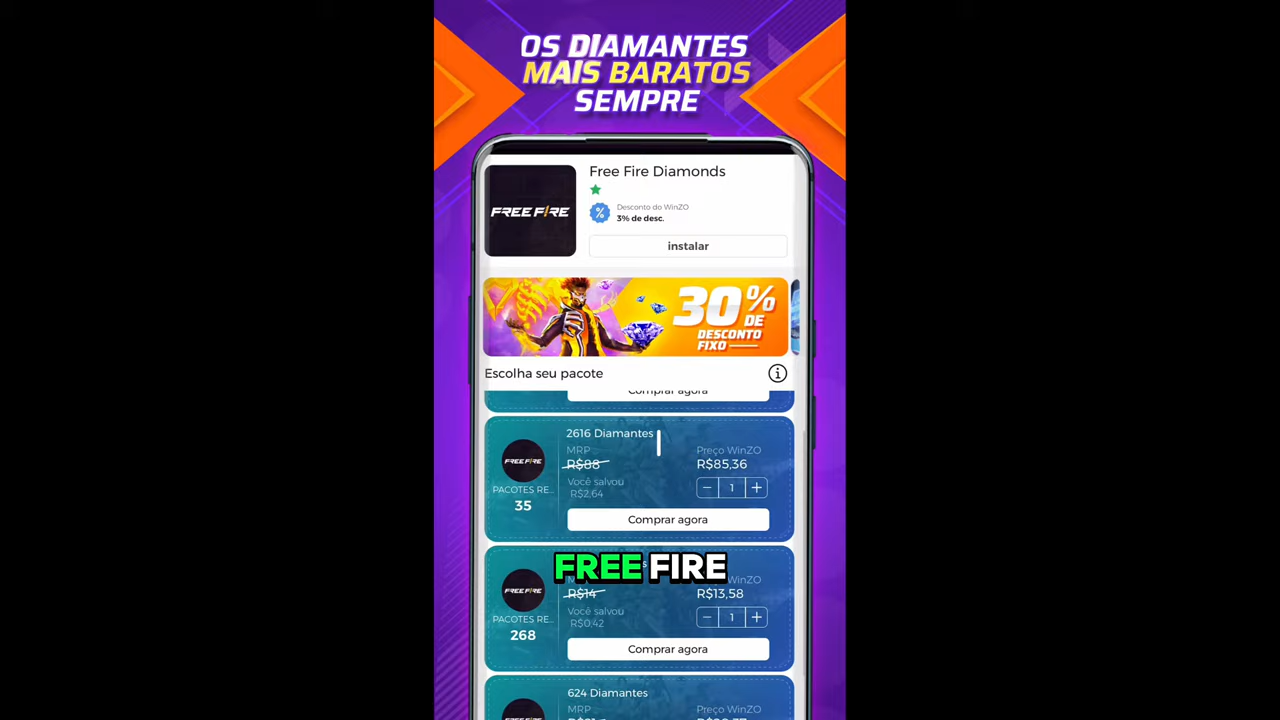 OS DIAMANTES
MAIS BARATOS
SEMPRE
Free Fire Diamonds
FREE FIRE
Desconto do WinZO
3% de desc.
instalar
30%
DE
DESCONTO
FIXO
Escolha seu pacote
Comprar agora
2616 Diamantes
MRP
R$88
Preço WinZO
R$85,36
FREE FIRE
PACOTES RE...
35
Você salvou
R$2,64
1
Comprar agora
FREE FIRE
WinZO
R$14
R$13,58
FREE FIRE
PACOTES RE...
268
Você salvou
R$0,42
1
Comprar agora
624 Diamantes
MRP
Preço WinZO